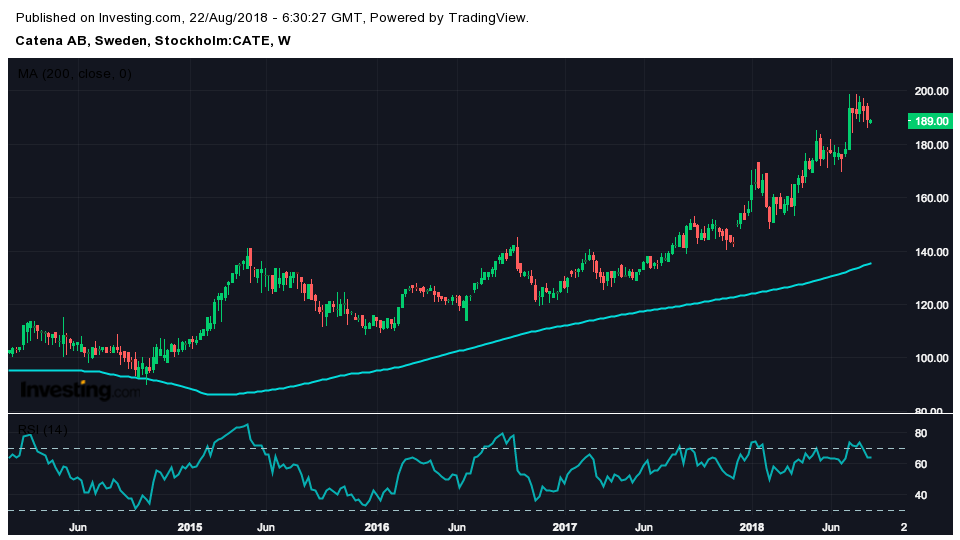 Published on Investing.com, 22/Aug/2018 - 6:30:27 GMT, Powered by TradingView.
Catena AB, Sweden, Stockholm:CATE, W
MA (200, close, 0)
200.00
189.00
180.00
160.00
140.00
120.00
100.00
Investing.com
80.00
RSI (14)
80
60
40
Jun 2015 Jun 2016 Jun 2017 Jun 2018 Jun 2